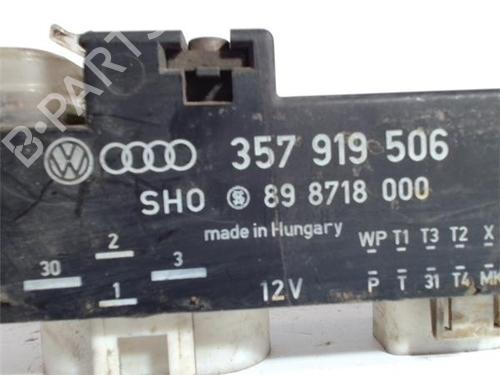 B-PARTS
357 919 506
SHO 89 8718 000
made in Hungary
WP T1 T3 T2 X
2
30 3
P T 31 T4
1
12V